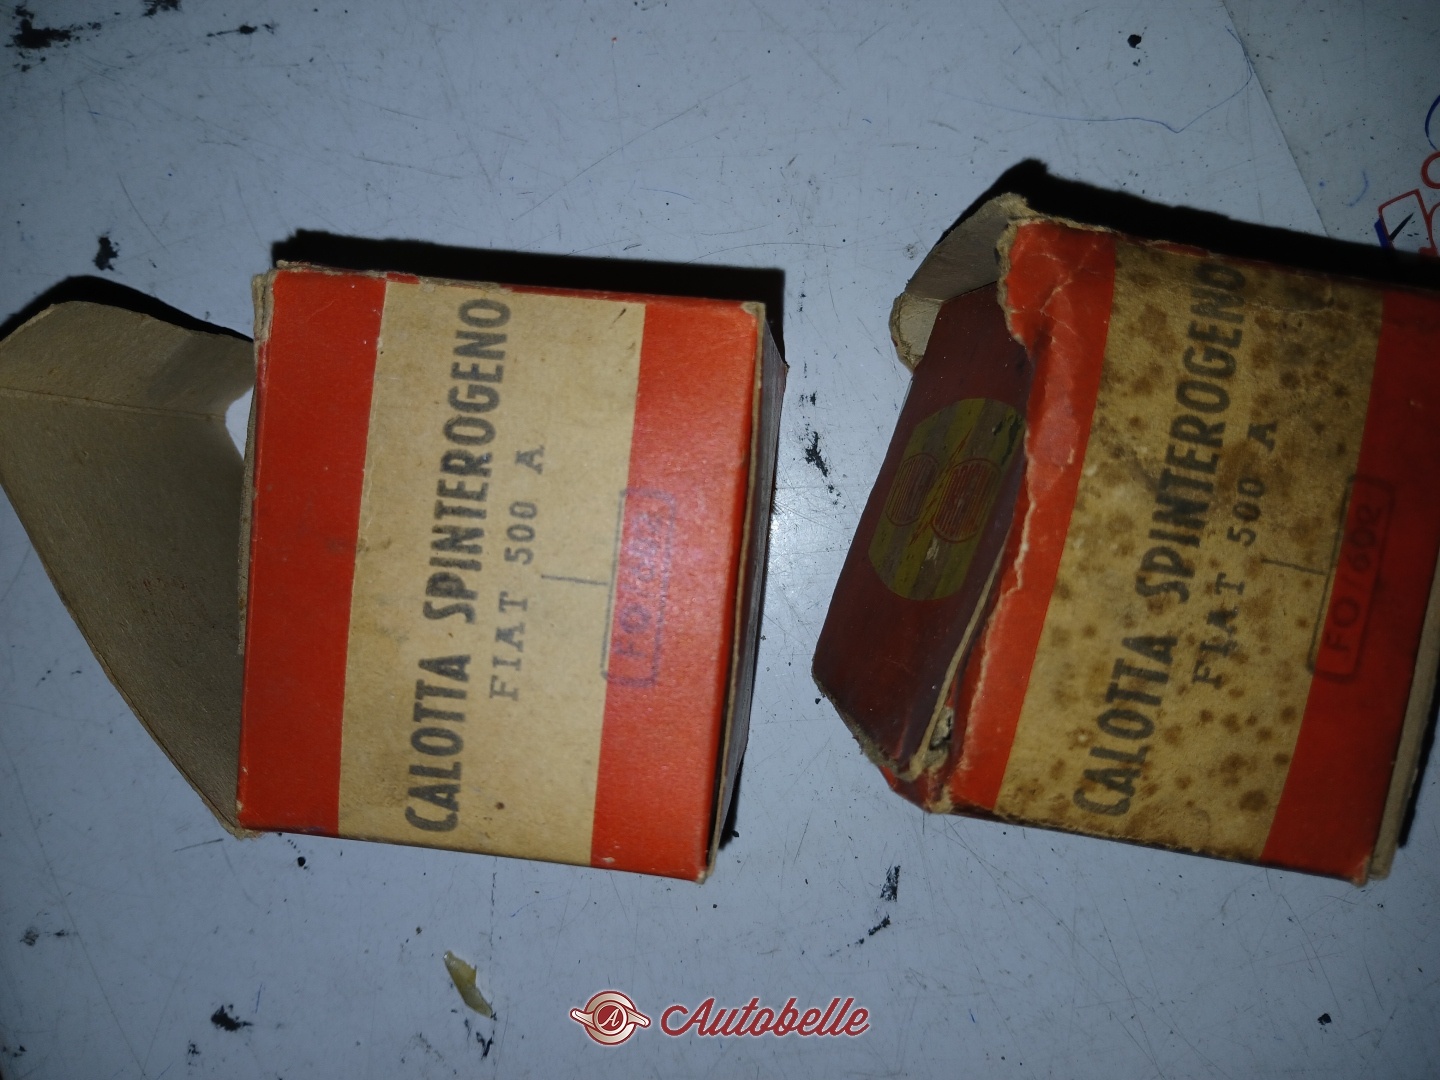 CALOTTA SPINTEROGENO
FIAT 500 A
CALOTTA SPINTEROGENO
FIAT 500 A
Autobelle
A